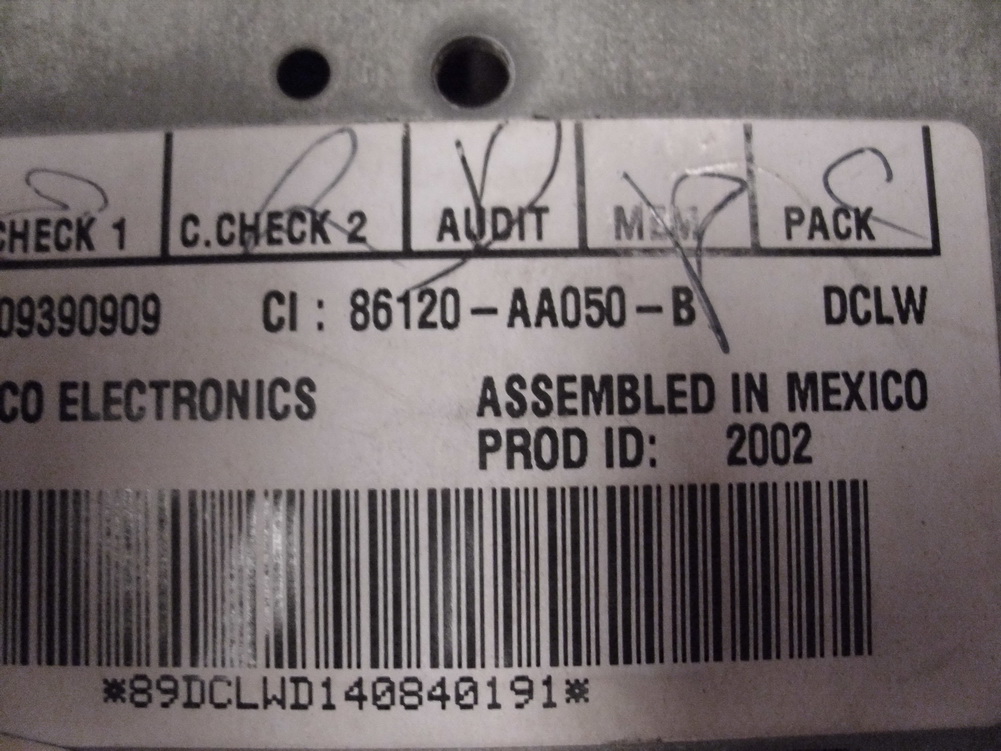 CHECK 1 C.CHECK 2 AUDIT MEM PACK
09390909 CI : 86120-AA050-B DCLW
CO ELECTRONICS ASSEMBLED IN MEXICO
PROD ID: 2002
*89DCLWD140840191*